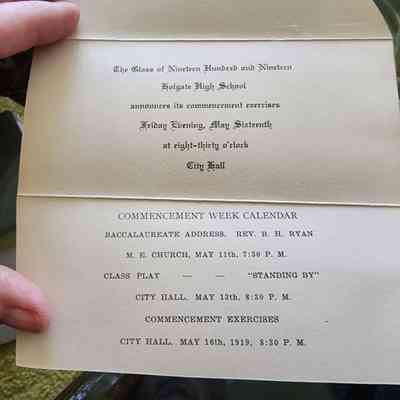 The Class of Nineteen Hundred and Nineteen
Holgate High School
announces its commencement exercises
Friday Evening, May Sixteenth
at eight-thirty o'clock
City Hall
COMMENCEMENT WEEK CALENDAR
BACCALAUREATE ADDRESS. REV. B. H. RYAN
M. E. CHURCH, MAY 11th, 7:30 P. M.
CLASS PLAY — — "STANDING BY"
CITY HALL. MAY 13th, 8:30 P. M.
COMMENCEMENT EXERCISES
CITY HALL. MAY 16th, 1919, 8:30 P. M.